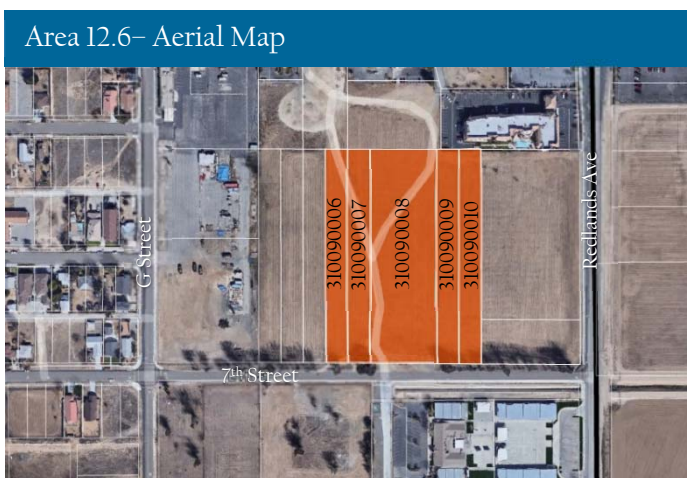 Area 12.6– Aerial Map
G Street
310090006
310090007
310090008
310090009
310090010
Redlands Ave
7th Street